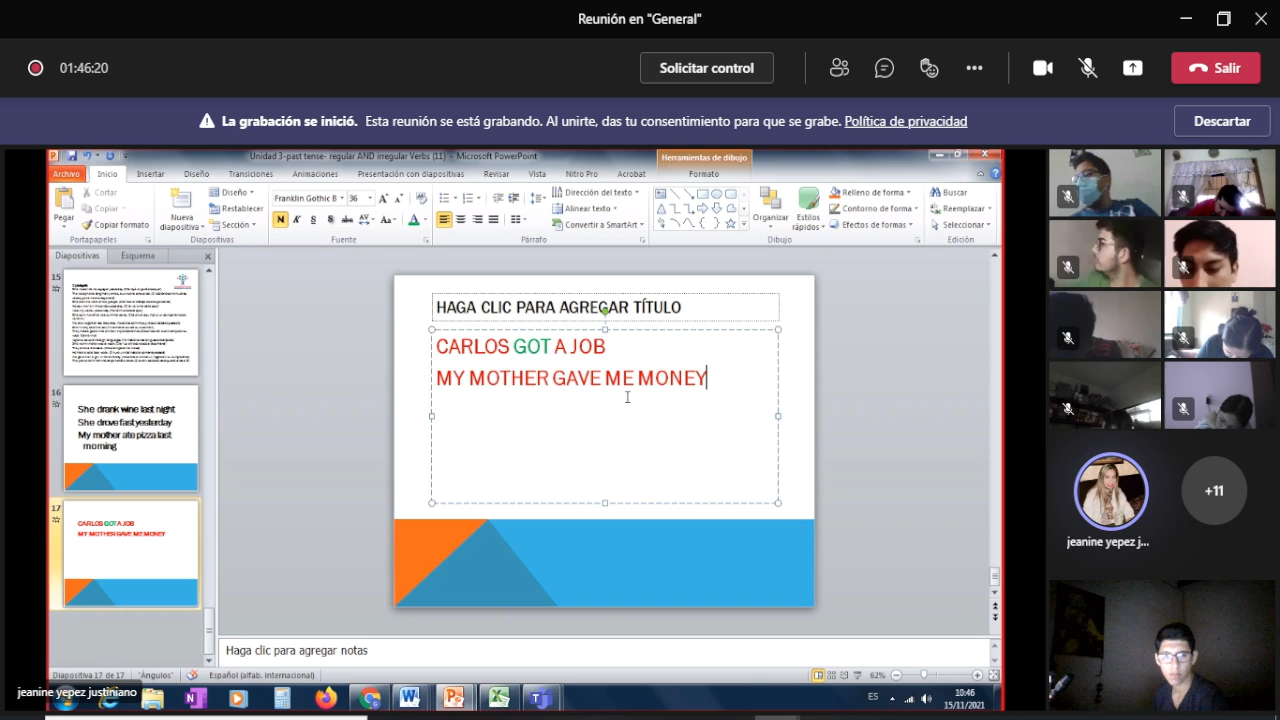 Reunión en "General"
01:46:20
Solicitar control
Salir
La grabación se inició. Esta reunión se está grabando. Al unirte, das tu consentimiento para que se grabe. Política de privacidad
Descartar
Unidad 3-past tense- regular AND irregular Verbs (11) - Microsoft PowerPoint
Herramientas de dibujo
Archivo Inicio Insertar Diseño Transiciones Animaciones Presentación con diapositivas Revisar Vista Nitro Pro Acrobat Formato
Pegar
Cortar
Copiar
Copiar formato
Portapapeles
Nueva diapositiva
Diseño
Restablecer
Sección
Diapositivas
Franklin Gothic B 36
Fuente
Párrafo
Dirección del texto
Alinear texto
Convertir a SmartArt
Organizar
Estilos rápidos
Relleno de forma
Contorno de forma
Efectos de formas
Dibujo
Buscar
Reemplazar
Seleccionar
Edición
Diapositivas Esquema
15
16
She drank wine last night
She drove fast yesterday
My mother ate pizza last morning
17
CARLOS GOT A JOB
MY MOTHER GAVE ME MONEY
HAGA CLIC PARA AGREGAR TÍTULO
CARLOS GOT A JOB
MY MOTHER GAVE ME MONEY
Haga clic para agregar notas
Diapositiva 17 de 17 "Ángulos" Español (alfab. internacional) 62%
jeanine yepez justiniano
ES
10:46
15/11/2021
+11
jeanine yepez j...